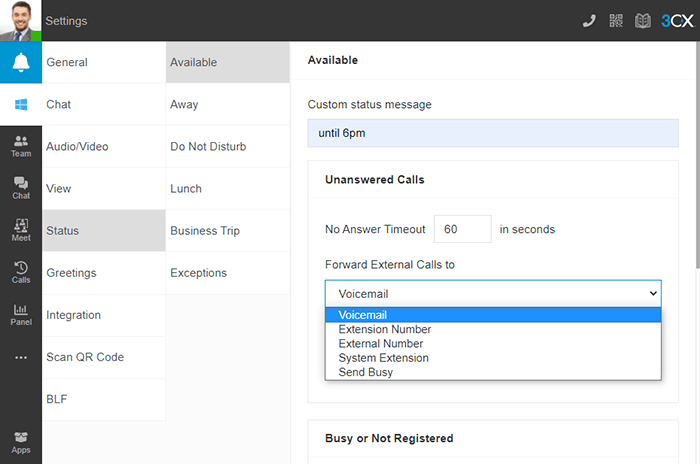 Settings
3CX
Team
Chat
Meet
Calls
Panel
Apps
General
Chat
Audio/Video
View
Status
Greetings
Integration
Scan QR Code
BLF
Available
Away
Do Not Disturb
Lunch
Business Trip
Exceptions
Available
Custom status message
until 6pm
Unanswered Calls
No Answer Timeout 60 in seconds
Forward External Calls to
Voicemail
Voicemail
Extension Number
External Number
System Extension
Send Busy
Busy or Not Registered